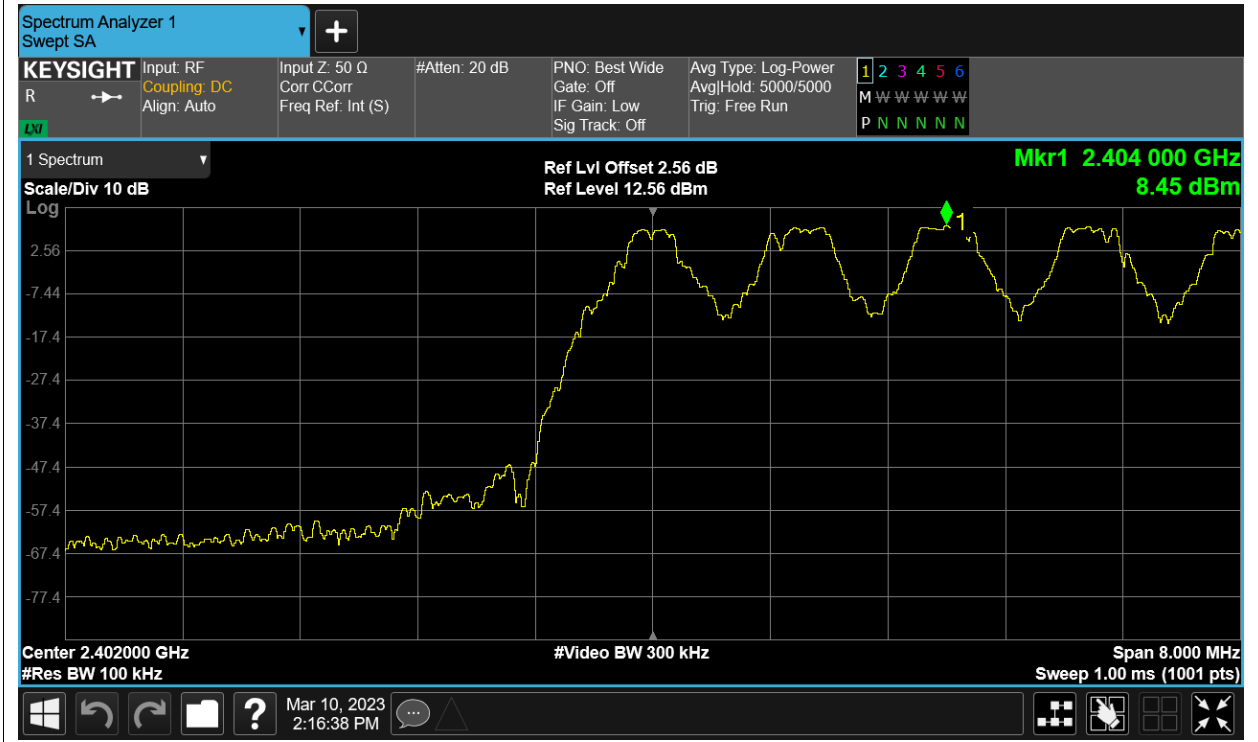 Spectrum Analyzer 1
Swept SA
+
KEYSIGHT
R
LXI
Input: RF
Coupling: DC
Align: Auto
Input Z: 50 Ω
Corr CCorr
Freq Ref: Int (S)
#Atten: 20 dB
PNO: Best Wide
Gate: Off
IF Gain: Low
Sig Track: Off
Avg Type: Log-Power
Avg|Hold: 5000/5000
Trig: Free Run
1 2 3 4 5 6
M W W W W W
P N N N N N
1 Spectrum
Scale/Div 10 dB
Log
Ref Lvl Offset 2.56 dB
Ref Level 12.56 dBm
Mkr1 2.404 000 GHz
8.45 dBm
1
2.56
-7.44
-17.4
-27.4
-37.4
-47.4
-57.4
-67.4
-77.4
Center 2.402000 GHz
#Video BW 300 kHz
Span 8.000 MHz
#Res BW 100 kHz
Sweep 1.00 ms (1001 pts)
?
Mar 10, 2023
2:16:38 PM